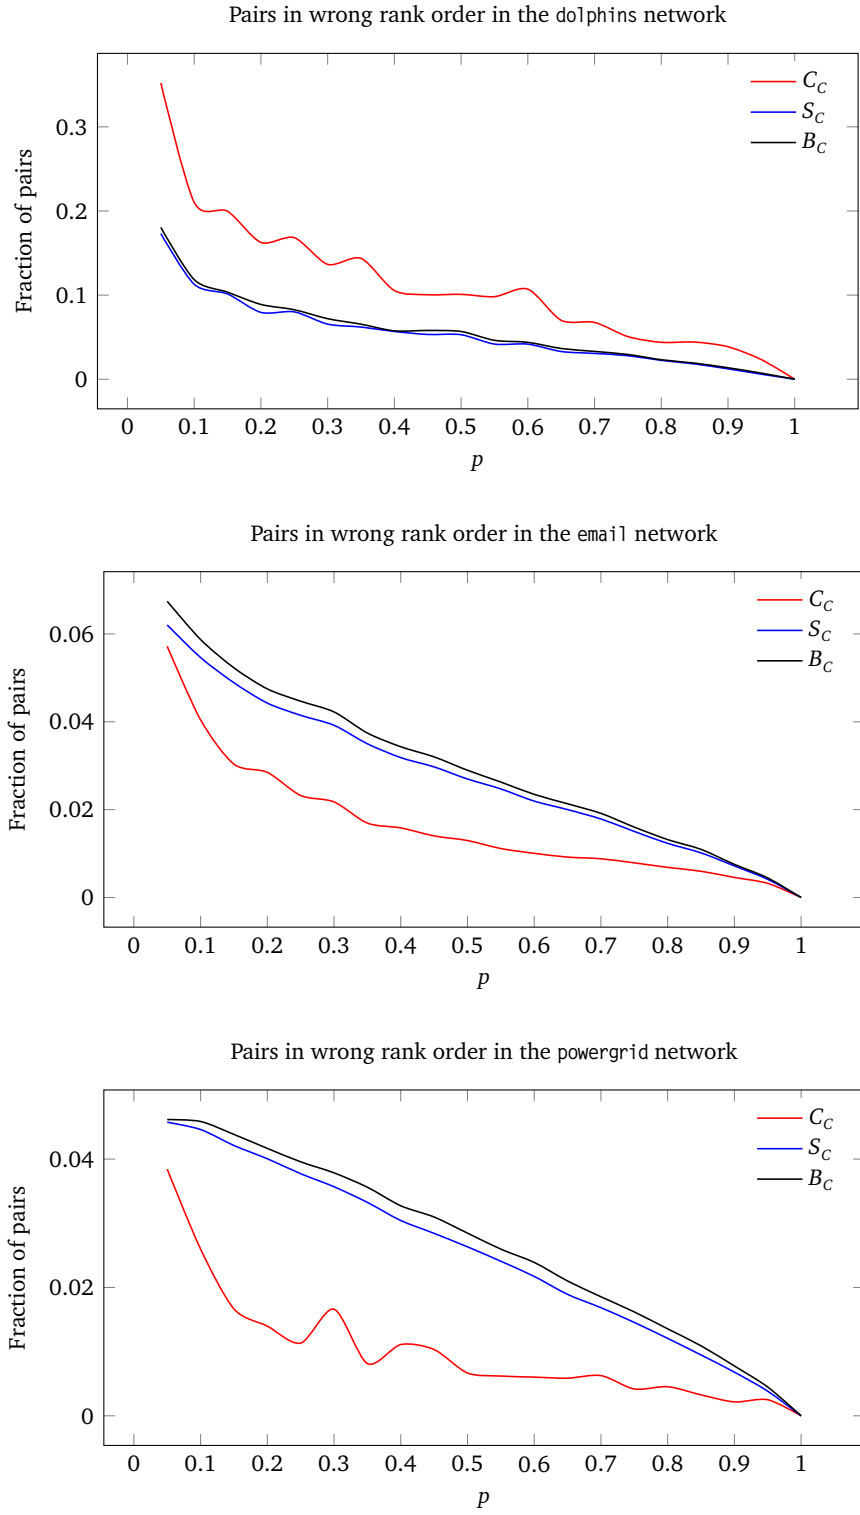 Pairs in wrong rank order in the dolphins network
C_C
S_C
B_C
0.3
0.2
0.1
0
Fraction of pairs
0 0.1 0.2 0.3 0.4 0.5 0.6 0.7 0.8 0.9 1
p
Pairs in wrong rank order in the email network
C_C
S_C
B_C
0.06
0.04
0.02
0
Fraction of pairs
0 0.1 0.2 0.3 0.4 0.5 0.6 0.7 0.8 0.9 1
p
Pairs in wrong rank order in the powergrid network
C_C
S_C
B_C
0.04
0.02
0
Fraction of pairs
0 0.1 0.2 0.3 0.4 0.5 0.6 0.7 0.8 0.9 1
p